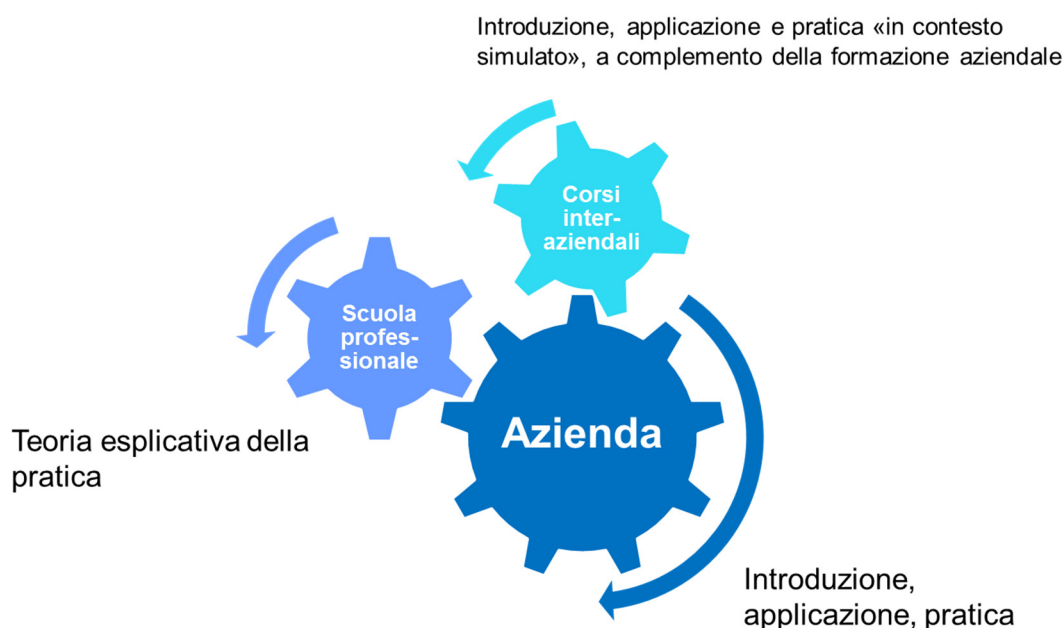 Introduzione, applicazione e pratica «in contesto
simulato», a complemento della formazione aziendale
Corsi
inter-
aziendali
Scuola
profes-
sionale
Azienda
Teoria esplicativa della
pratica
Introduzione,
applicazione, pratica